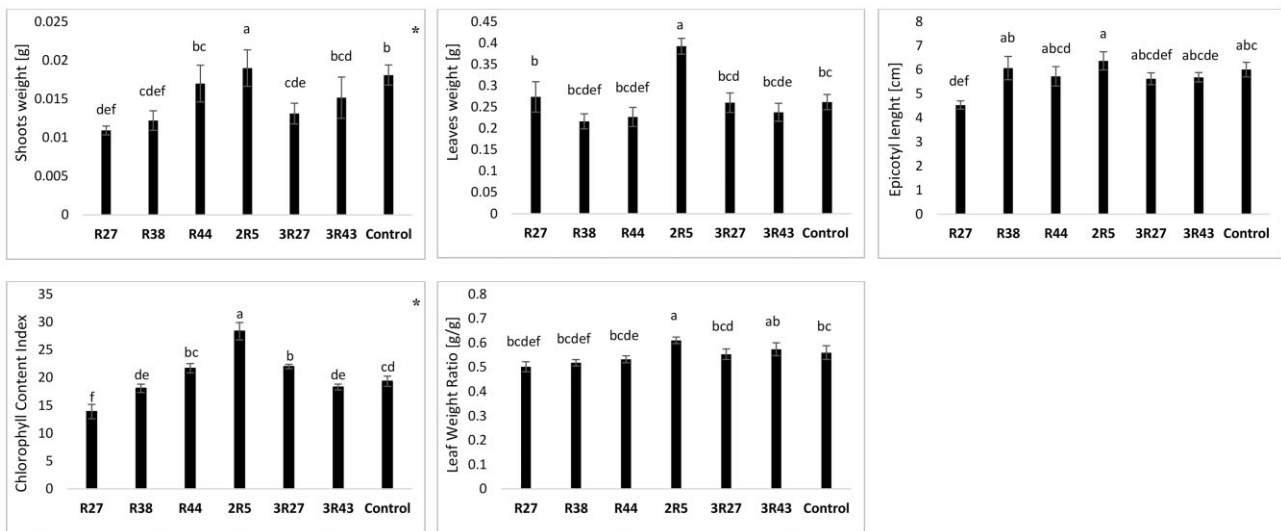 Shoots weight [g]
0.025
0.02
0.015
0.01
0.005
0
def
cdef
bc
a
cde
bcd
b
*
R27 R38 R44 2R5 3R27 3R43 Control
Leaves weight [g]
0.45
0.4
0.35
0.3
0.25
0.2
0.15
0.1
0.05
0
b
bcdef
bcdef
a
bcd
bcde
bc
R27 R38 R44 2R5 3R27 3R43 Control
Epicotyl lenght [cm]
8
7
6
5
4
3
2
1
0
def
ab
abcd
a
abcdef
abcde
abc
R27 R38 R44 2R5 3R27 3R43 Control
Chlorophyll Content Index
35
30
25
20
15
10
5
0
f
de
bc
a
b
de
cd
*
R27 R38 R44 2R5 3R27 3R43 Control
Leaf Weight Ratio [g/g]
0.8
0.7
0.6
0.5
0.4
0.3
0.2
0.1
0
bcdef
bcdef
bcde
a
bcd
ab
bc
R27 R38 R44 2R5 3R27 3R43 Control